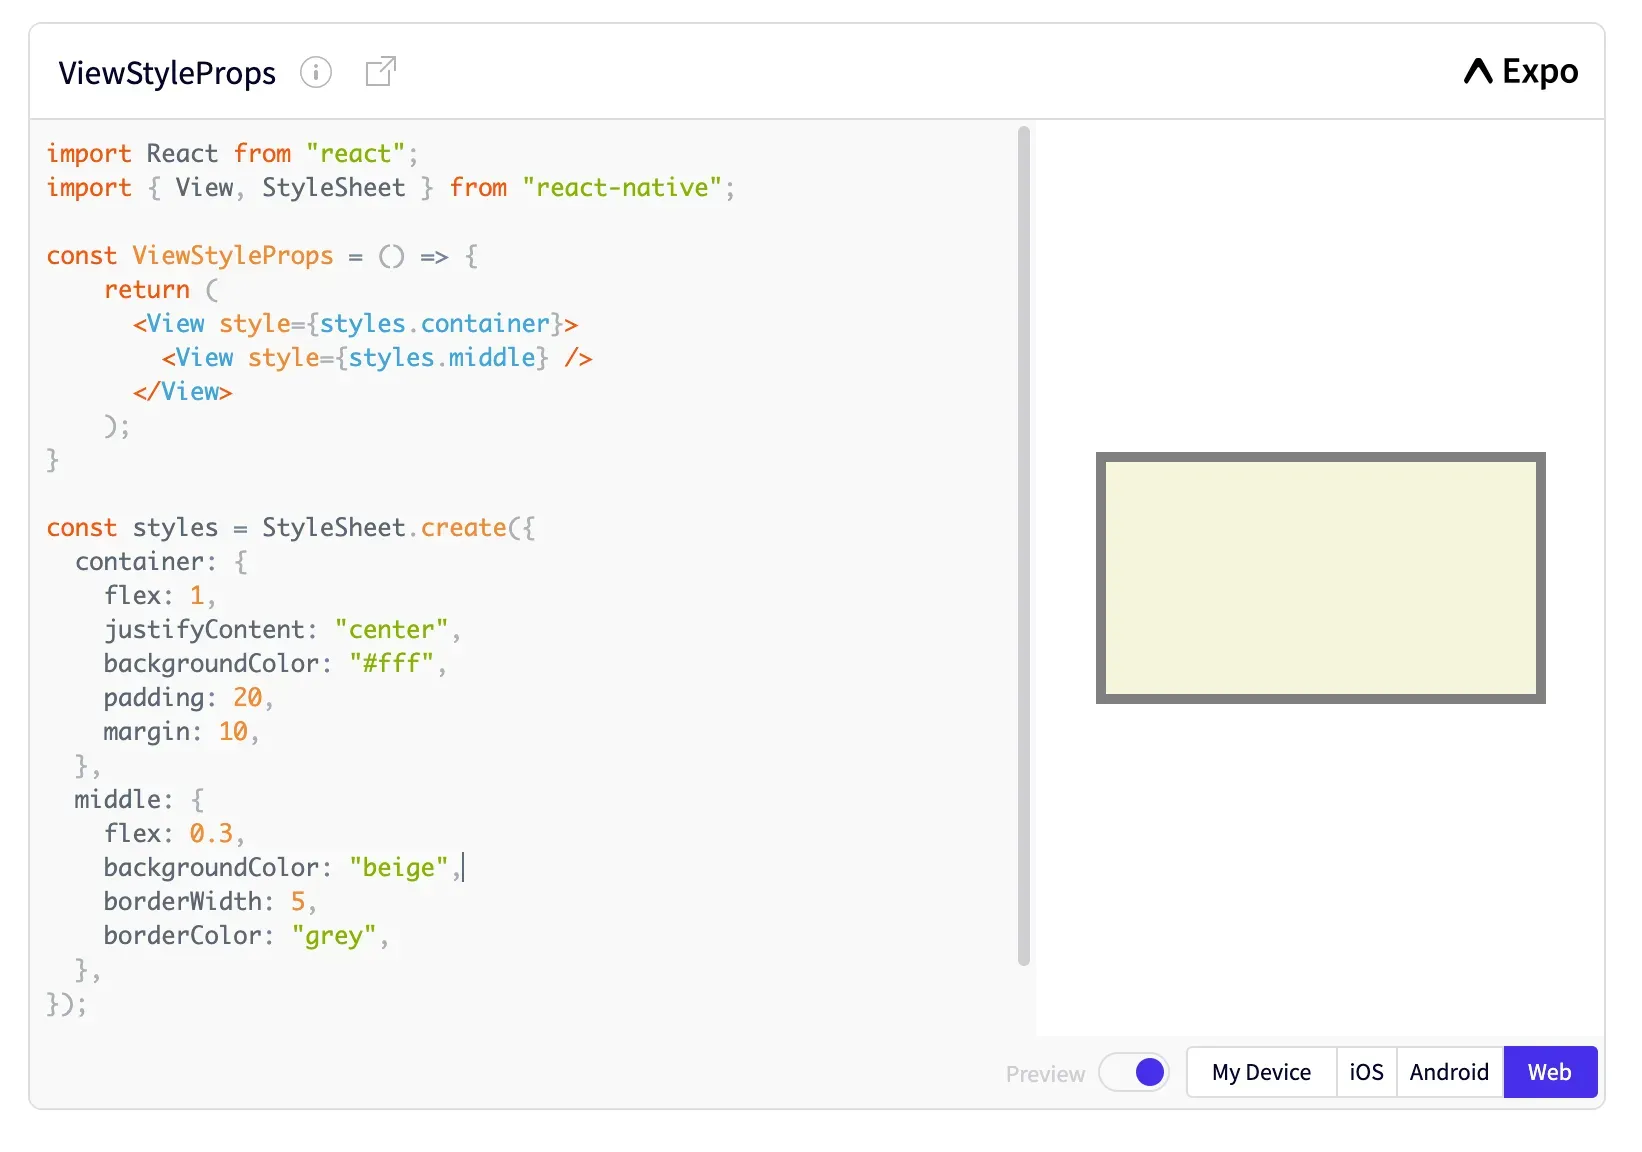 ViewStyleProps
Expo
import React from "react";
import { View, StyleSheet } from "react-native";
const ViewStyleProps = () => {
    return (
      <View style={styles.container}>
        <View style={styles.middle} />
      </View>
    );
}
const styles = StyleSheet.create({
  container: {
    flex: 1,
    justifyContent: "center",
    backgroundColor: "#fff",
    padding: 20,
    margin: 10,
  },
  middle: {
    flex: 0.3,
    backgroundColor: "beige",
    borderWidth: 5,
    borderColor: "grey",
  },
});
Preview
My Device
iOS
Android
Web